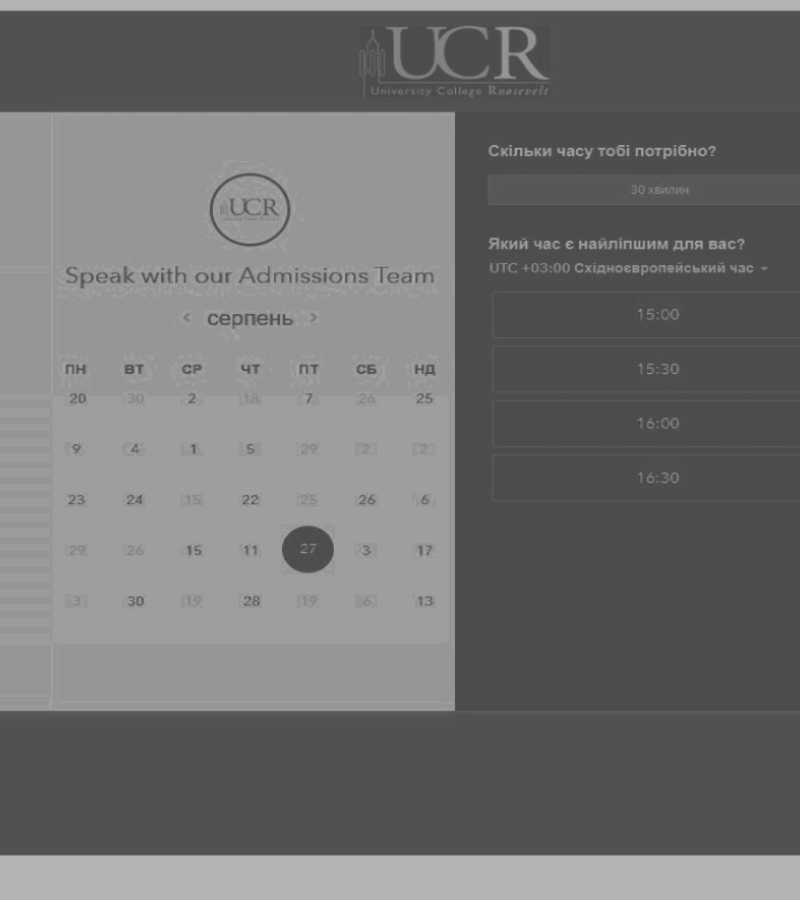 UCR
University College Roosevelt
UCR
Speak with our Admissions Team
< серпень >
ПН ВТ СР ЧТ ПТ СБ НД
20 30 2 18 7 26 25
9 4 1 5 29 2 2
23 24 15 22 25 26 6
29 26 15 11 27 3 17
3 30 19 28 19 6 13
Скільки часу тобі потрібно?
30 хвилин
Який час є найліпшим для вас?
UTC +03:00 Східноєвропейський час
15:00
15:30
16:00
16:30